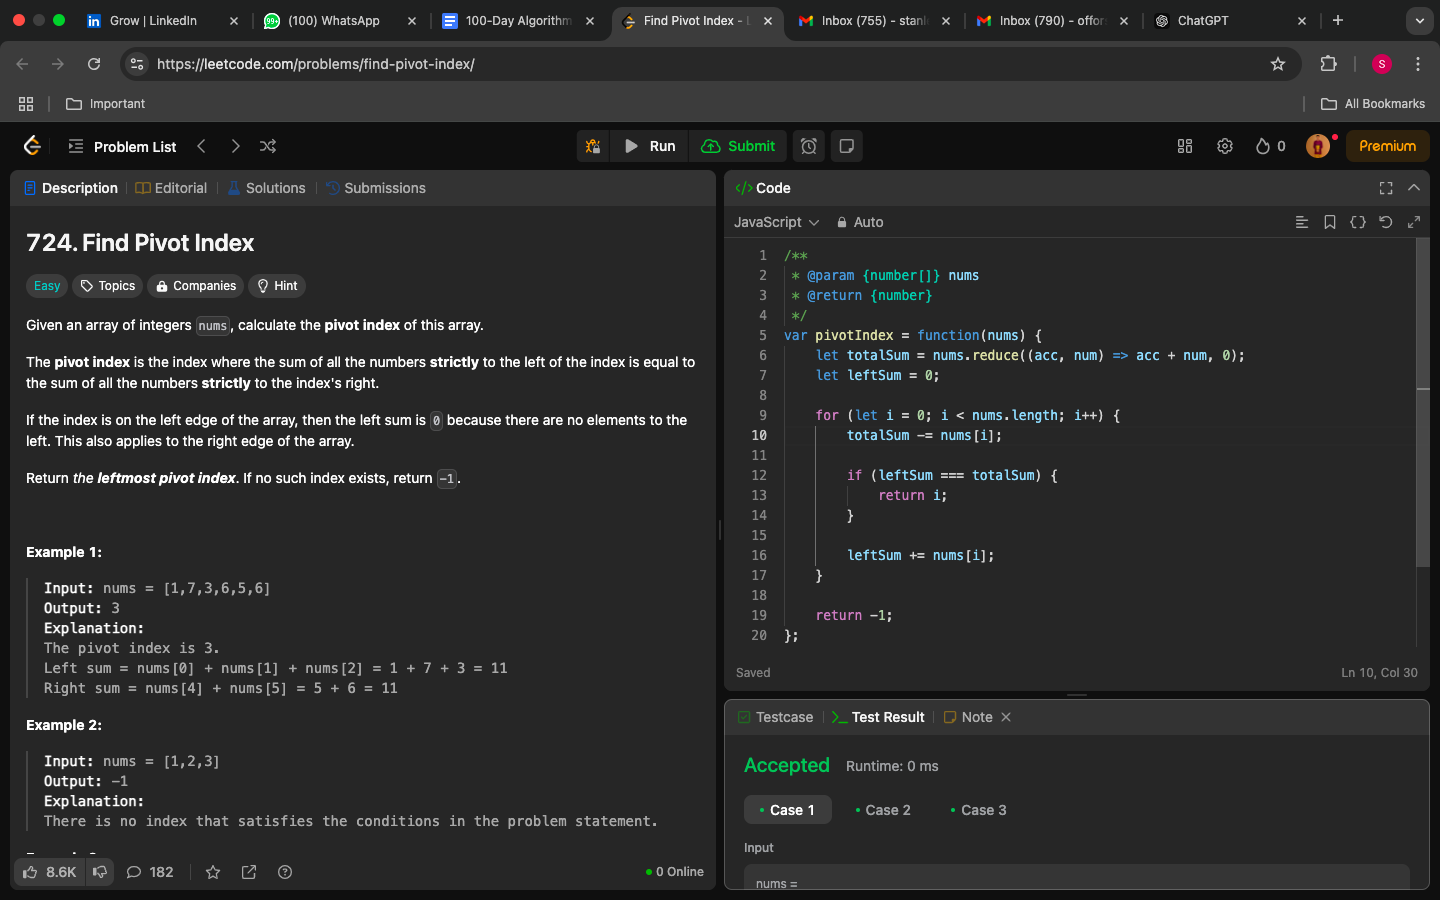 Grow | LinkedIn
99+ (100) WhatsApp
100-Day Algorithm
Find Pivot Index - L
Inbox (755) - stanl
Inbox (790) - offor
ChatGPT
https://leetcode.com/problems/find-pivot-index/
S
Important
All Bookmarks
Problem List
Run
Submit
0
Premium
Description
Editorial
Solutions
Submissions
724. Find Pivot Index
Easy
Topics
Companies
Hint
Given an array of integers nums, calculate the pivot index of this array.
The pivot index is the index where the sum of all the numbers strictly to the left of the index is equal to
the sum of all the numbers strictly to the index's right.
If the index is on the left edge of the array, then the left sum is 0 because there are no elements to the
left. This also applies to the right edge of the array.
Return the leftmost pivot index. If no such index exists, return -1.
Example 1:
Input: nums = [1,7,3,6,5,6]
Output: 3
Explanation:
The pivot index is 3.
Left sum = nums[0] + nums[1] + nums[2] = 1 + 7 + 3 = 11
Right sum = nums[4] + nums[5] = 5 + 6 = 11
Example 2:
Input: nums = [1,2,3]
Output: -1
Explanation:
There is no index that satisfies the conditions in the problem statement.
8.6K
182
0 Online
Code
JavaScript
Auto
1 /**
2 * @param {number[]} nums
3 * @return {number}
4 */
5 var pivotIndex = function(nums) {
6 let totalSum = nums.reduce((acc, num) => acc + num, 0);
7 let leftSum = 0;
8
9 for (let i = 0; i < nums.length; i++) {
10 totalSum -= nums[i];
11
12 if (leftSum === totalSum) {
13 return i;
14 }
15
16 leftSum += nums[i];
17 }
18
19 return -1;
20 };
Saved
Ln 10, Col 30
Testcase
Test Result
Note
Accepted
Runtime: 0 ms
Case 1
Case 2
Case 3
Input
nums =